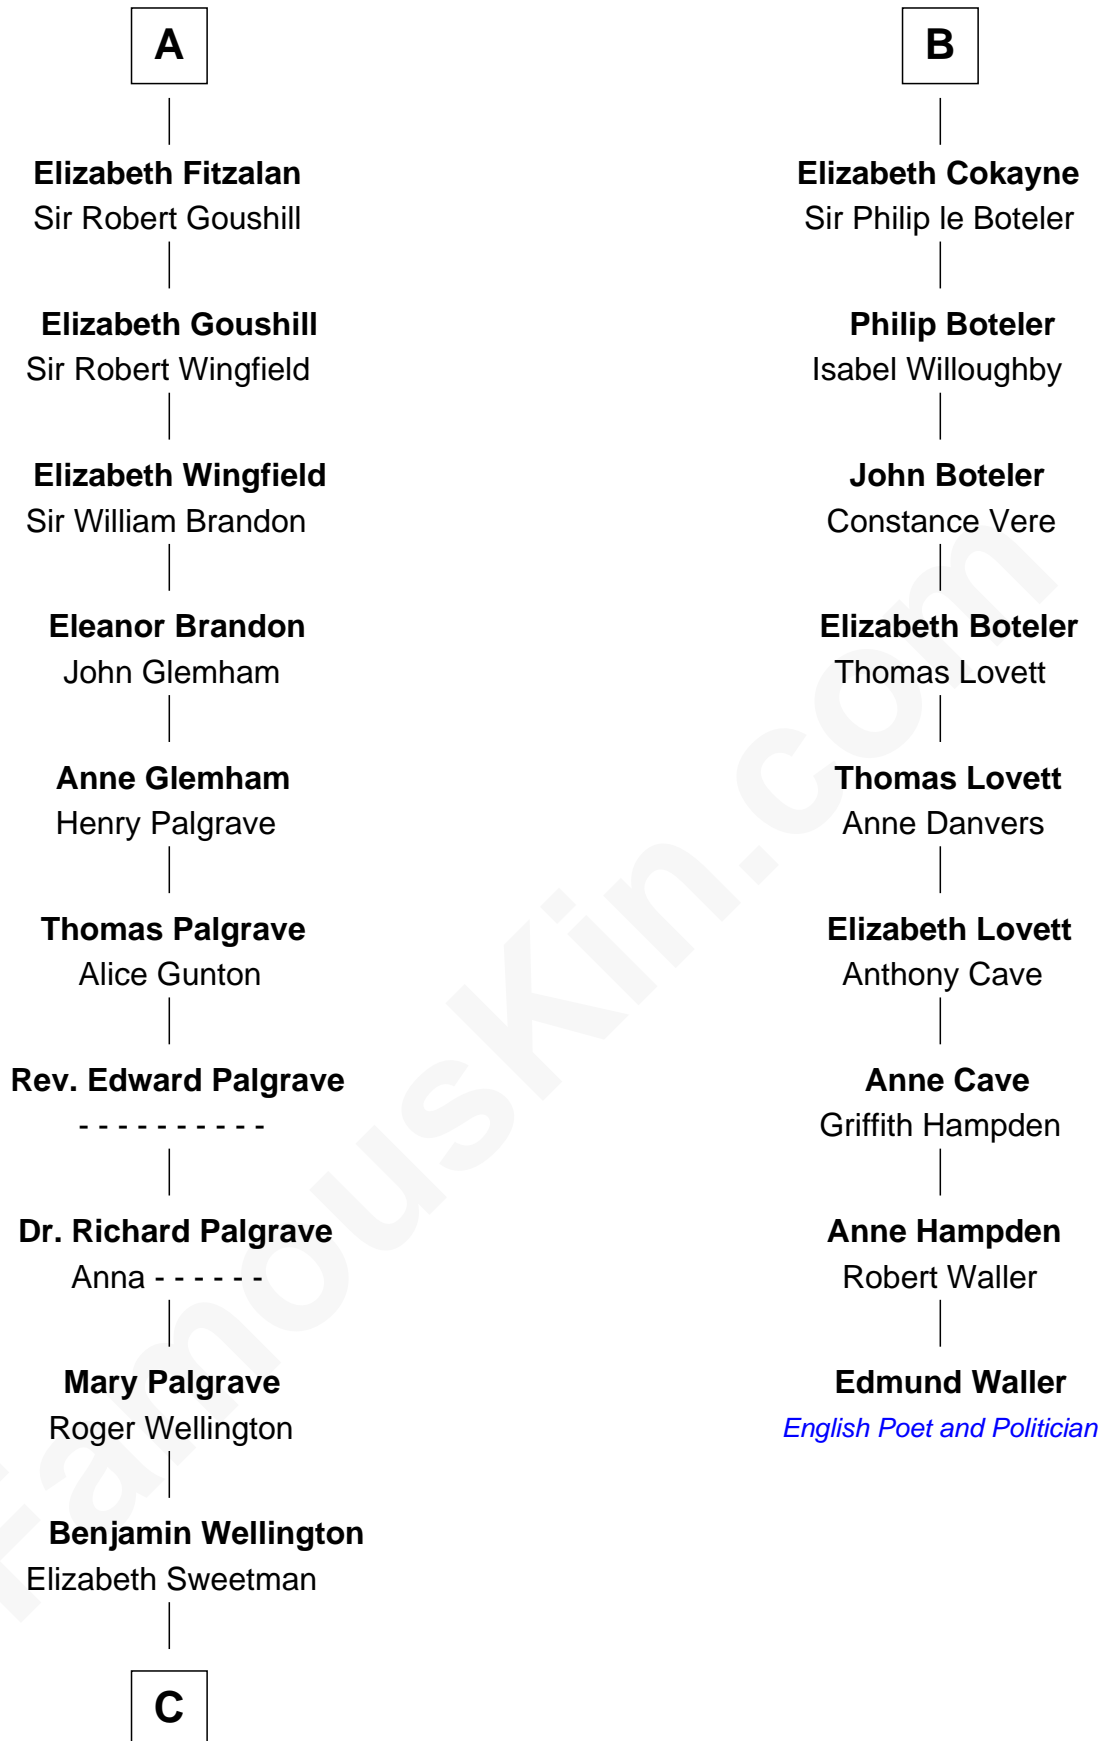 A
Elizabeth Fitzalan
Sir Robert Goushill
Elizabeth Goushill
Sir Robert Wingfield
Elizabeth Wingfield
Sir William Brandon
Eleanor Brandon
John Glemham
Anne Glemham
Henry Palgrave
Thomas Palgrave
Alice Gunton
Rev. Edward Palgrave
- - - - - - - - - -
Dr. Richard Palgrave
Anna - - - - - -
Mary Palgrave
Roger Wellington
Benjamin Wellington
Elizabeth Sweetman
C
B
Elizabeth Cokayne
Sir Philip le Boteler
Philip Boteler
Isabel Willoughby
John Boteler
Constance Vere
Elizabeth Boteler
Thomas Lovett
Thomas Lovett
Anne Danvers
Elizabeth Lovett
Anthony Cave
Anne Cave
Griffith Hampden
Anne Hampden
Robert Waller
Edmund Waller
English Poet and Politician
FamousKin.com